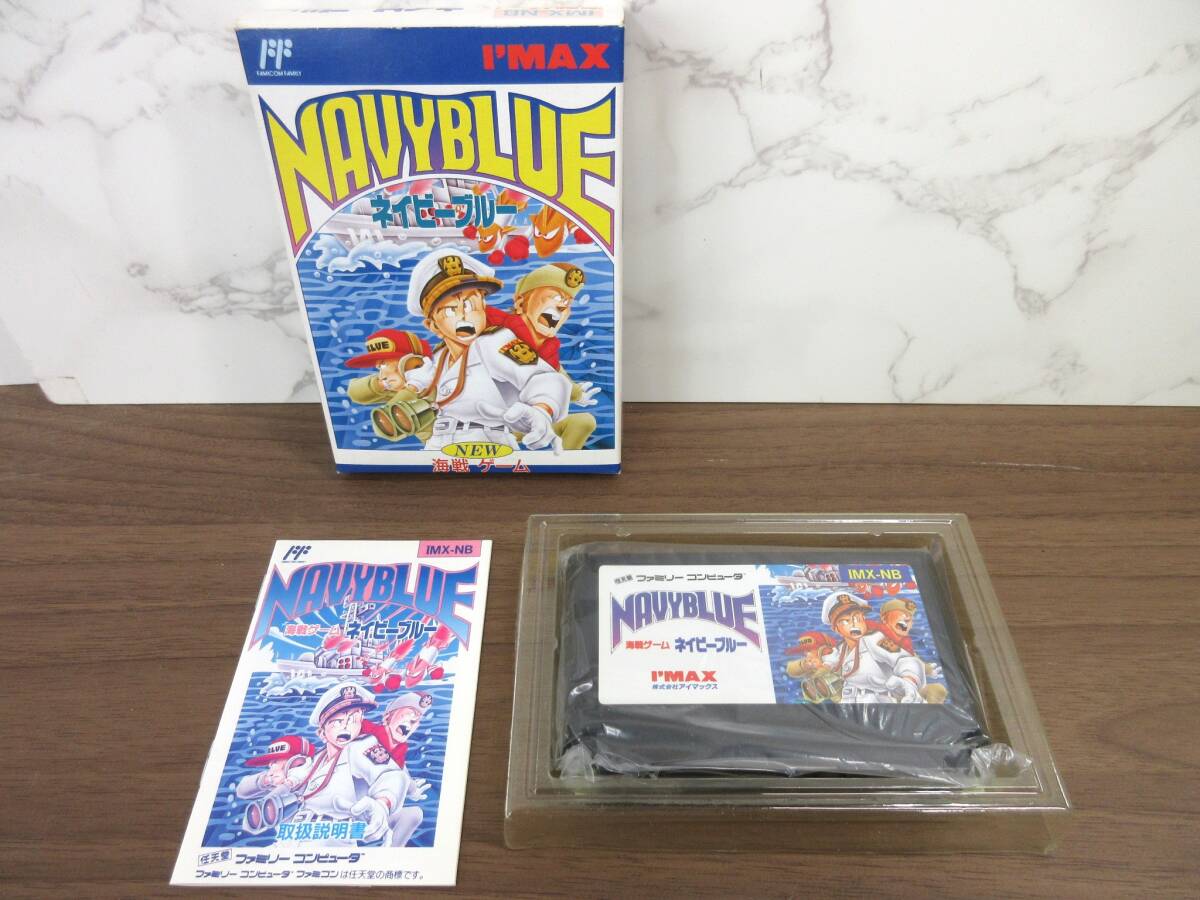 IMX-NB
FAMICOM FAMILY
I'MAX
NAVYBLUE
ネイビーブルー
BLUE
NEW
海戦 ゲーム
IMX-NB
NAVYBLUE
海戦ゲーム ネイビーブルー
BLUE
取扱説明書
任天堂 ファミリー コンピュータ™
ファミリー コンピュータ ファミコンは任天堂の商標です。
任天堂 ファミリー コンピュータ™
IMX-NB
NAVYBLUE
海戦ゲーム ネイビーブルー
I'MAX
株式会社アイマックス